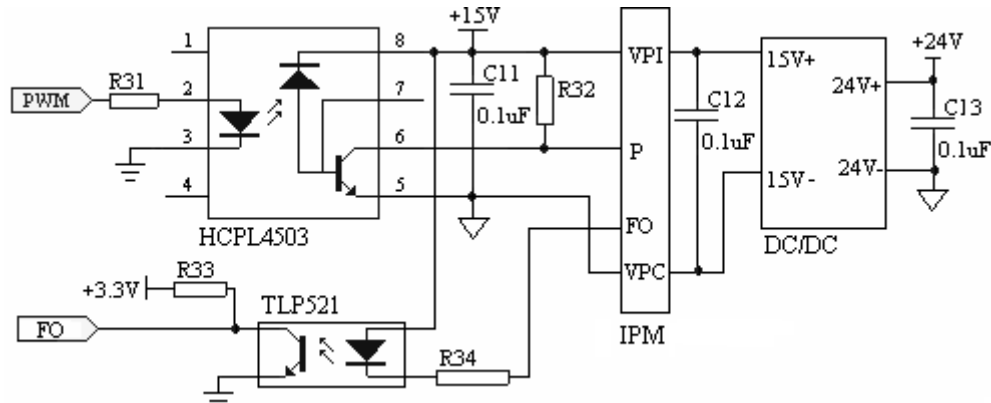 +15V
+24V
1
8
VPI
15V+
R31
C11
R32
C12
24V+
PWM
2
7
0.1uF
0.1uF
C13
0.1uF
3
6
P
24V-
4
5
15V-
HCPL4503
FO
DC/DC
R33
+3.3V
VPC
TLP521
FO
IPM
R34